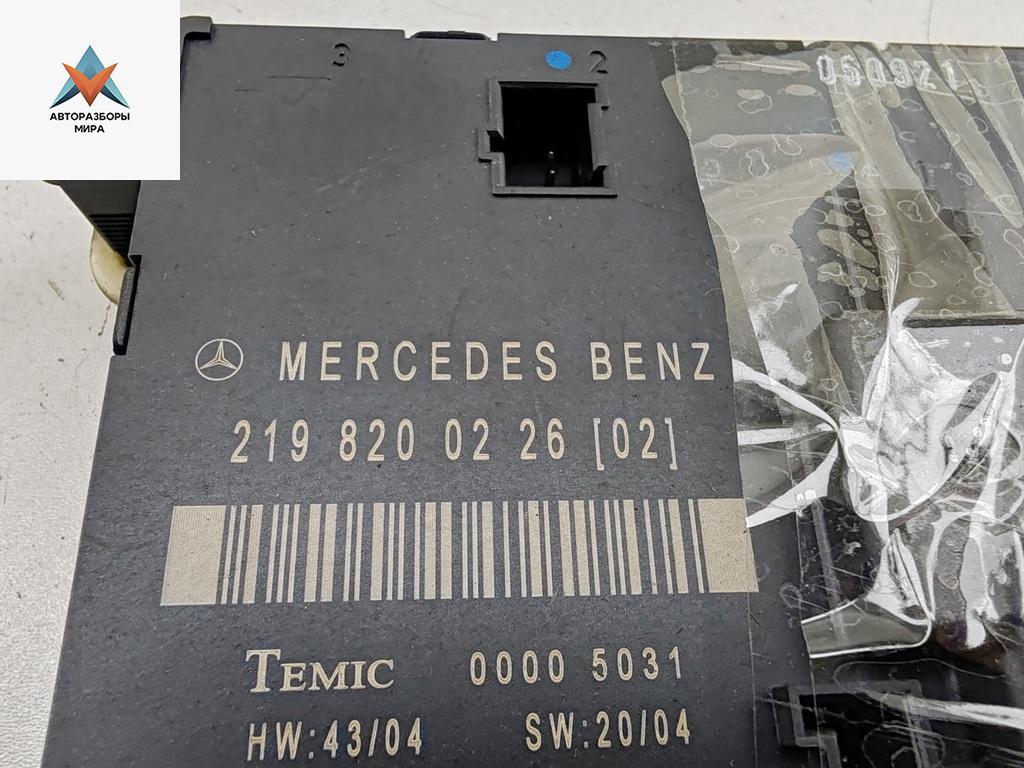 АВТОРАЗБОРЫ
МИРА
3
2
050921
MERCEDES BENZ
219 820 02 26 [02]
TEMIC 0000 5031
HW:43/04 SW:20/04